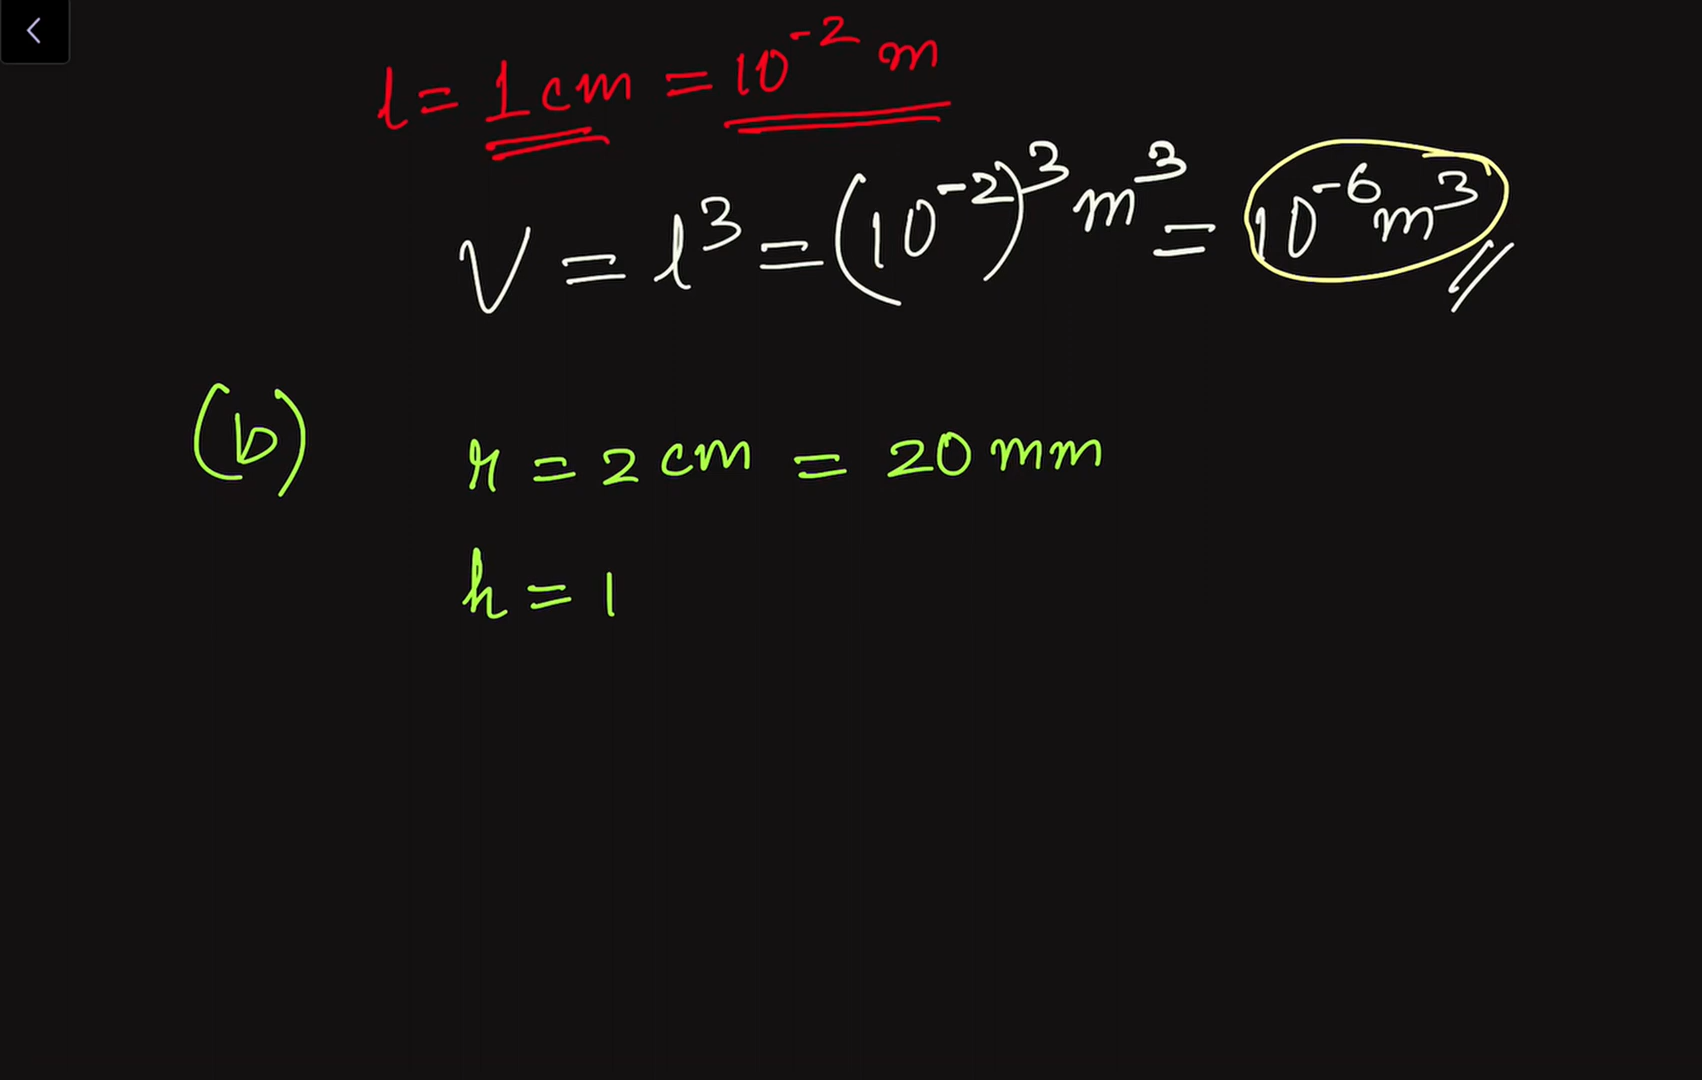 l = 1 cm = 10⁻² m
V = l³ = (10⁻²)³ m³ = 10⁻⁶ m³
(b) r = 2 cm = 20 mm
h = 1